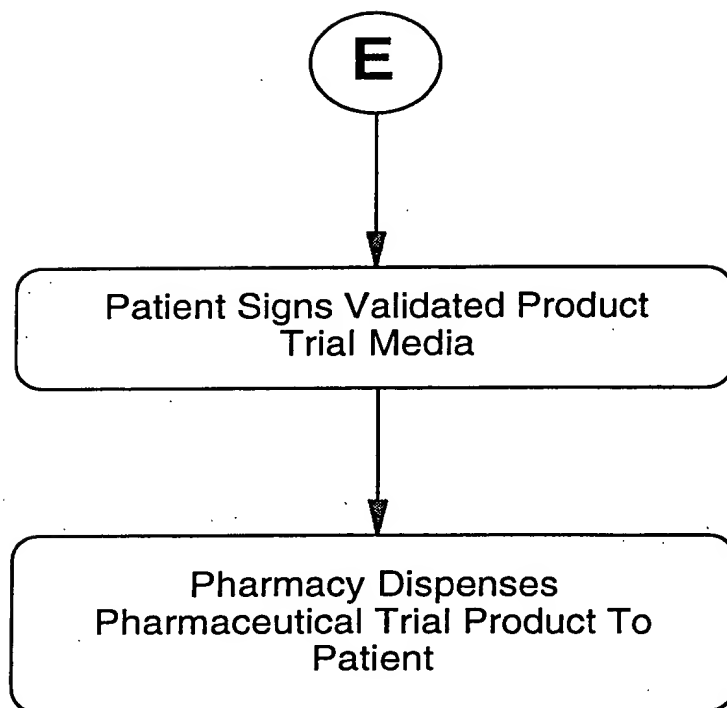 E
Patient Signs Validated Product
Trial Media
Pharmacy Dispenses
Pharmaceutical Trial Product To
Patient